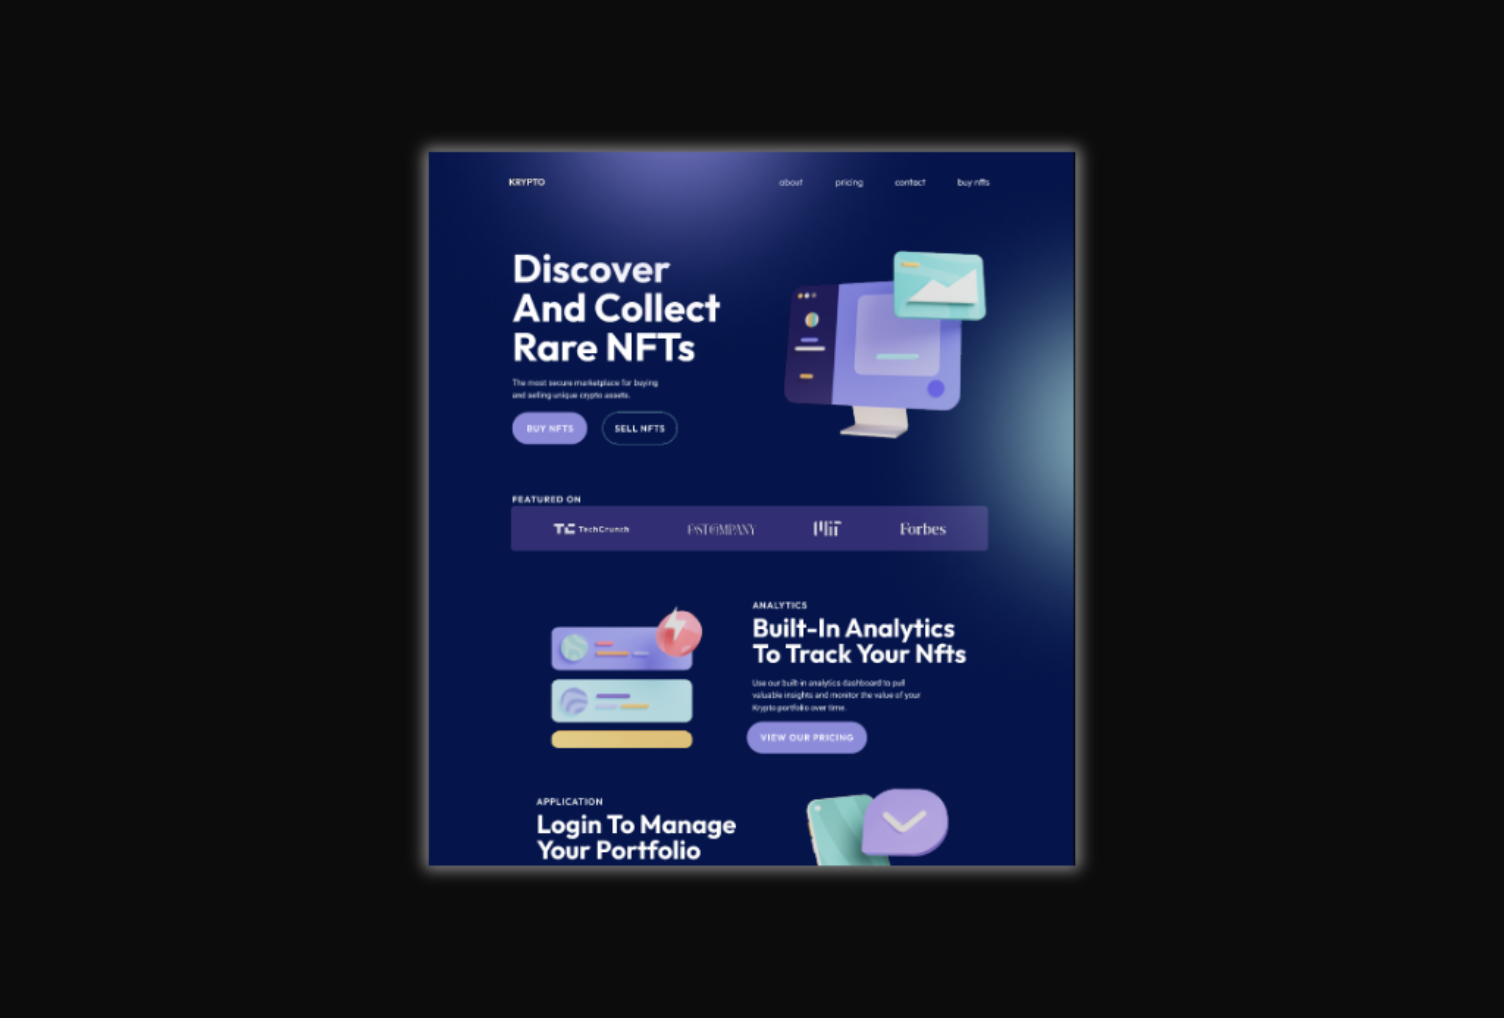 KRYPTO
about pricing contact buy nfts
Discover
And Collect
Rare NFTs
The most secure marketplace for buying
and selling unique crypto assets.
BUY NFTS SELL NFTS
FEATURED ON
TC TechCrunch FAST COMPANY MIT Forbes
ANALYTICS
Built-In Analytics
To Track Your Nfts
Use our built-in analytics dashboard to pull
valuable insights and monitor the value of your
Krypto portfolio over time.
VIEW OUR PRICING
APPLICATION
Login To Manage
Your Portfolio